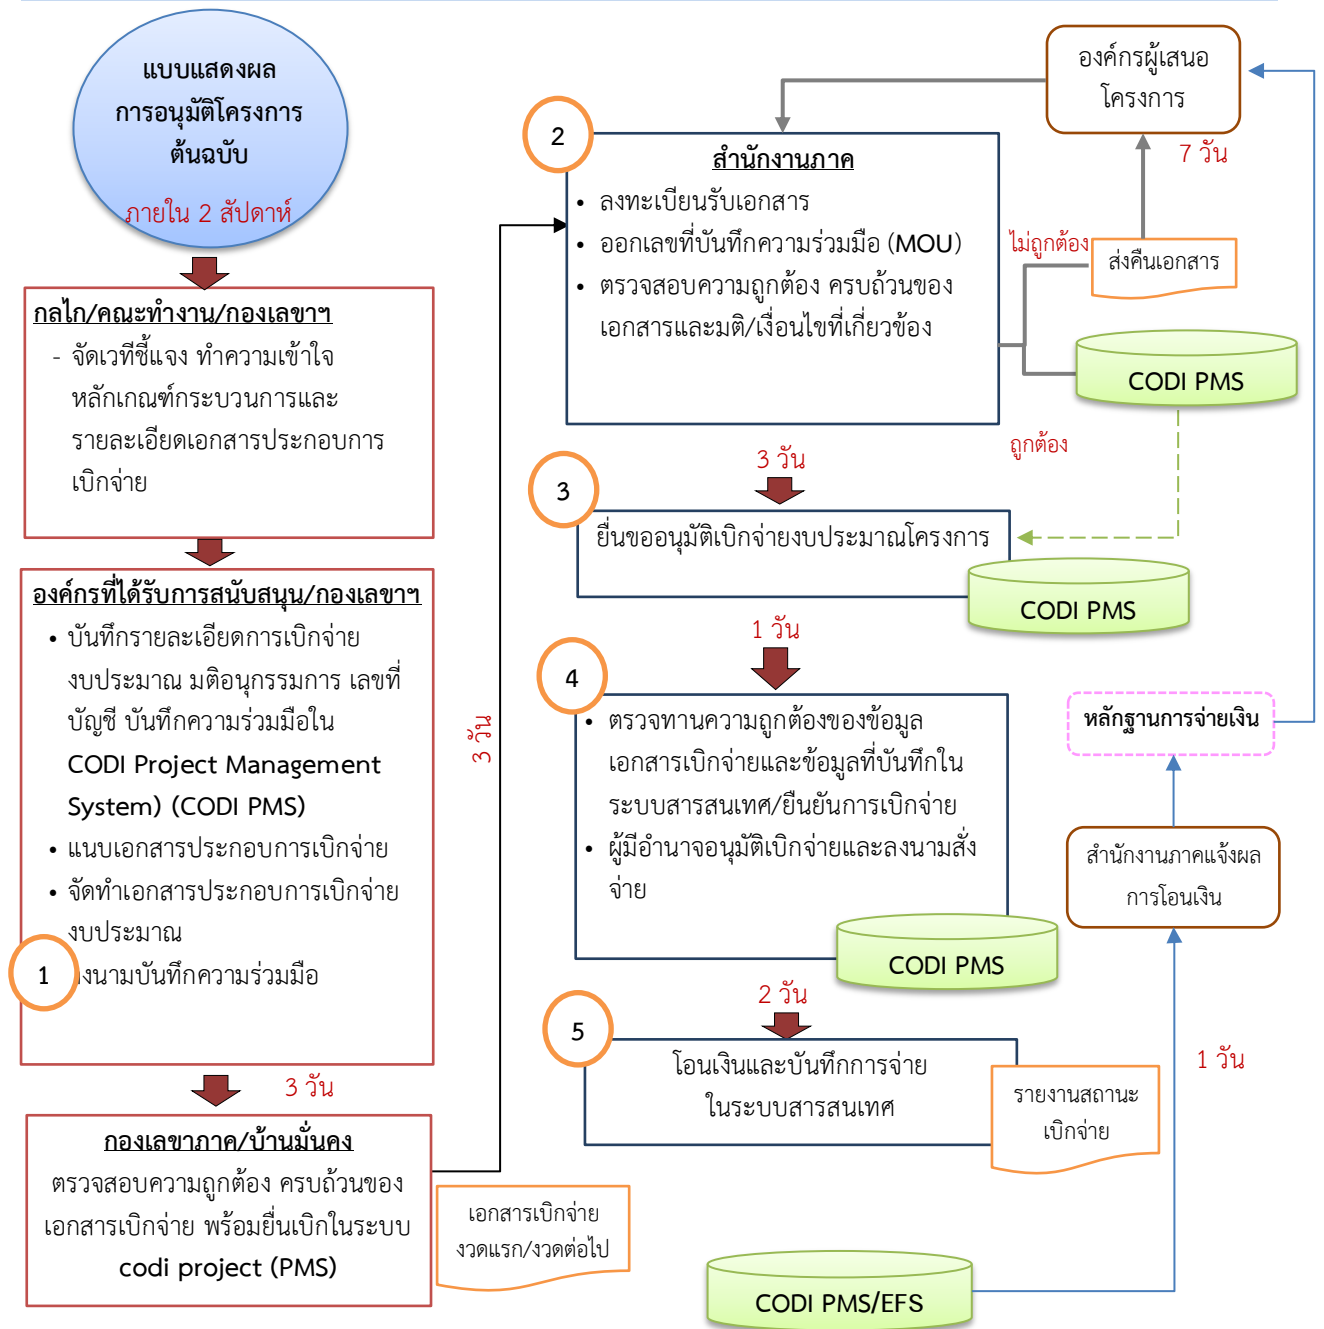 แบบแสดงผล
การอนุมัติโครงการ
ต้นฉบับ
ภายใน 2 สัปดาห์
กลไก/คณะทำงาน/กองเลขาฯ
- จัดเวทีชี้แจง ทำความเข้าใจ
หลักเกณฑ์กระบวนการและ
รายละเอียดเอกสารประกอบการ
เบิกจ่าย
องค์กรที่ได้รับการสนับสนุน/กองเลขาฯ
• บันทึกรายละเอียดการเบิกจ่าย
งบประมาณ มติอนุกรรมการ เลขที่
บัญชี บันทึกความร่วมมือใน
CODI Project Management
System) (CODI PMS)
• แนบเอกสารประกอบการเบิกจ่าย
• จัดทำเอกสารประกอบการเบิกจ่าย
งบประมาณ
1 งนามบันทึกความร่วมมือ
3 วัน
กองเลขาภาค/บ้านมั่นคง
ตรวจสอบความถูกต้อง ครบถ้วนของ
เอกสารเบิกจ่าย พร้อมยื่นเบิกในระบบ
codi project (PMS)
เอกสารเบิกจ่าย
งวดแรก/งวดต่อไป
3 วัน
องค์กรผู้เสนอ
โครงการ
7 วัน
2
สำนักงานภาค
• ลงทะเบียนรับเอกสาร
• ออกเลขที่บันทึกความร่วมมือ (MOU)
• ตรวจสอบความถูกต้อง ครบถ้วนของ
เอกสารและมติ/เงื่อนไขที่เกี่ยวข้อง
ไม่ถูกต้อง
ส่งคืนเอกสาร
CODI PMS
ถูกต้อง
3 วัน
3
ยื่นขออนุมัติเบิกจ่ายงบประมาณโครงการ
CODI PMS
1 วัน
4
• ตรวจทานความถูกต้องของข้อมูล
เอกสารเบิกจ่ายและข้อมูลที่บันทึกใน
ระบบสารสนเทศ/ยืนยันการเบิกจ่าย
• ผู้มีอำนาจอนุมัติเบิกจ่ายและลงนามสั่ง
จ่าย
CODI PMS
2 วัน
5
โอนเงินและบันทึกการจ่าย
ในระบบสารสนเทศ
รายงานสถานะ
เบิกจ่าย
CODI PMS/EFS
1 วัน
สำนักงานภาคแจ้งผล
การโอนเงิน
หลักฐานการจ่ายเงิน